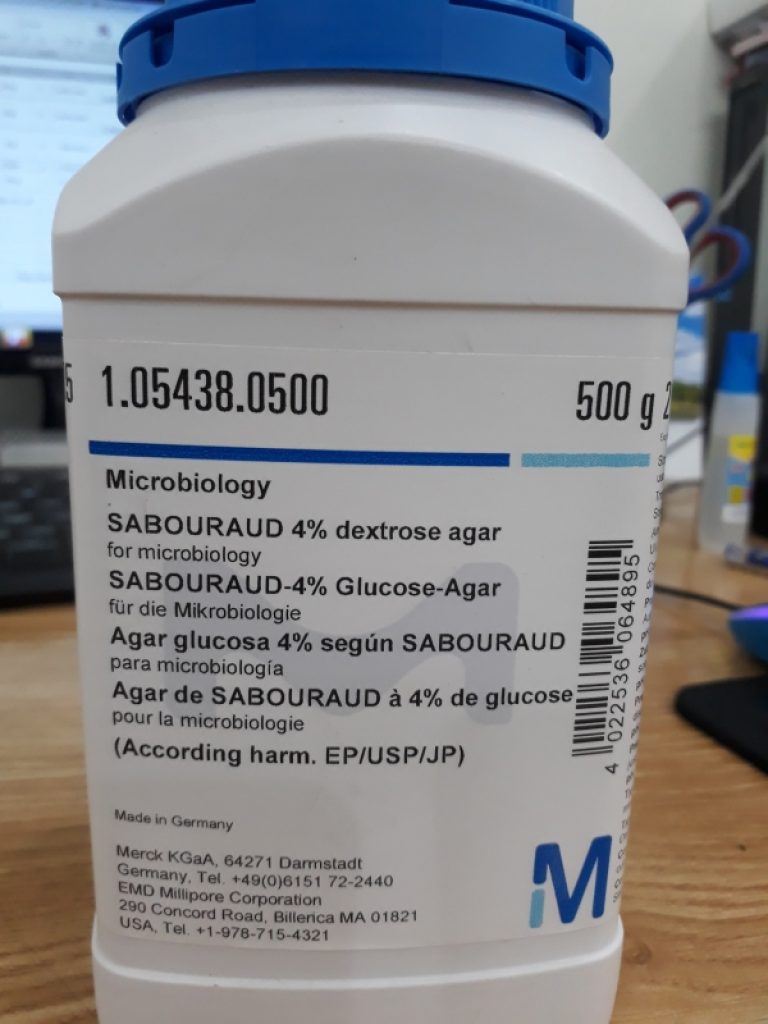 5 1.05438.0500 500 g 2
Microbiology
SABOURAUD 4% dextrose agar
for microbiology
SABOURAUD-4% Glucose-Agar
für die Mikrobiologie
Agar glucosa 4% según SABOURAUD
para microbiología
Agar de SABOURAUD à 4% de glucose
pour la microbiologie
(According harm. EP/USP/JP)
4 022536 064895
Made in Germany
Merck KGaA, 64271 Darmstadt
Germany, Tel. +49(0)6151 72-2440
EMD Millipore Corporation
290 Concord Road, Billerica MA 01821
USA, Tel. +1-978-715-4321
M